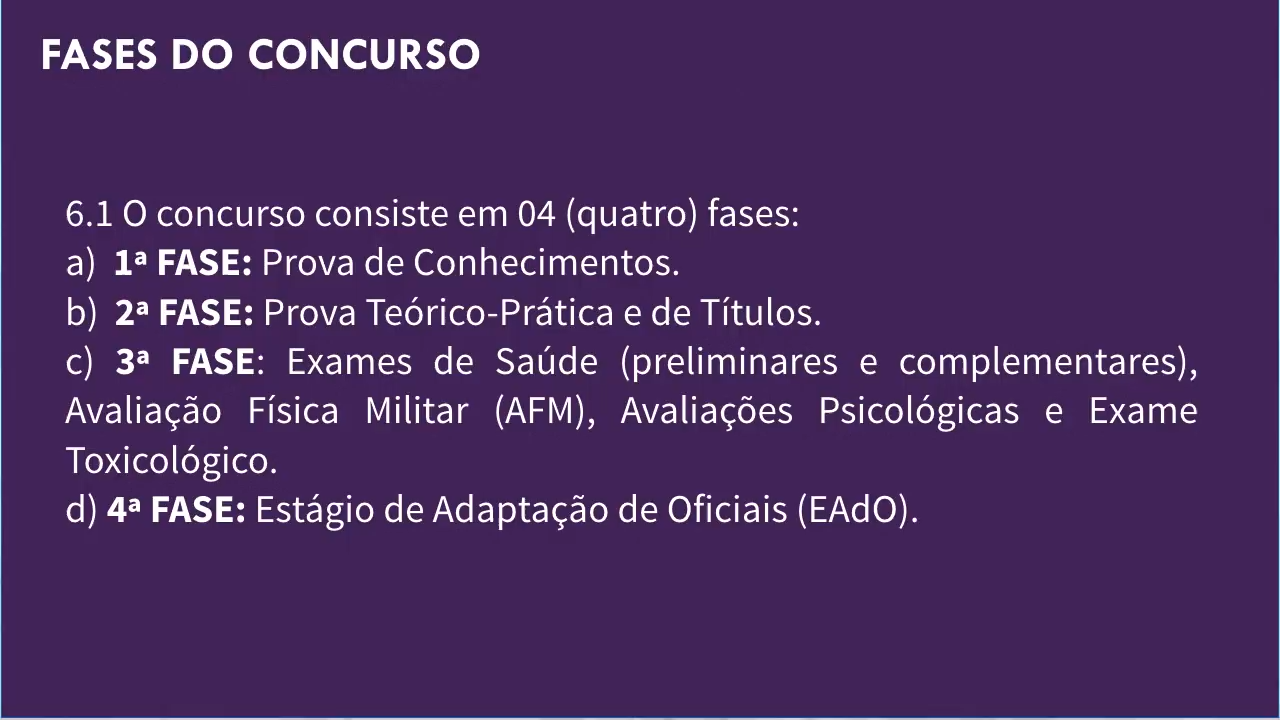 FASES DO CONCURSO
6.1 O concurso consiste em 04 (quatro) fases:
a) 1ª FASE: Prova de Conhecimentos.
b) 2ª FASE: Prova Teórico-Prática e de Títulos.
c) 3ª FASE: Exames de Saúde (preliminares e complementares),
Avaliação Física Militar (AFM), Avaliações Psicológicas e Exame
Toxicológico.
d) 4ª FASE: Estágio de Adaptação de Oficiais (EAdO).